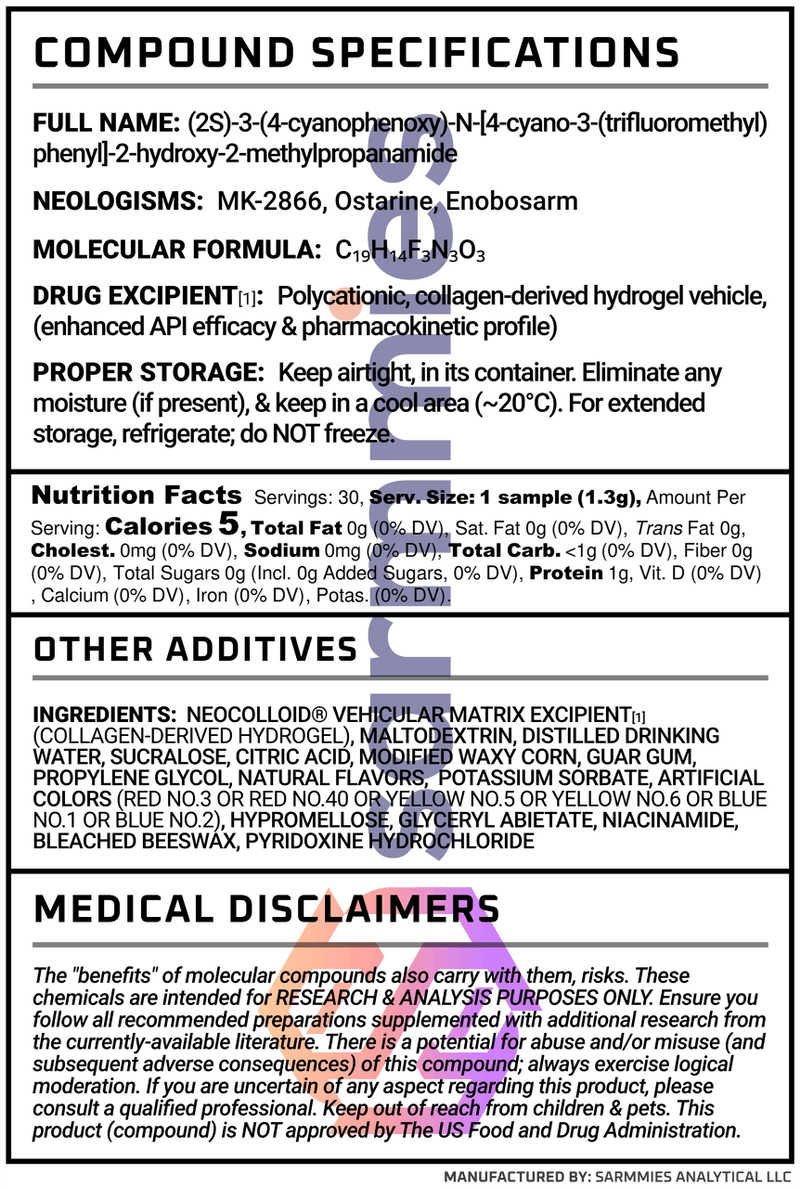 COMPOUND SPECIFICATIONS
FULL NAME: (2S)-3-(4-cyanophenoxy)-N-[4-cyano-3-(trifluoromethyl)
phenyl]-2-hydroxy-2-methylpropanamide
NEOLOGISMS: MK-2866, Ostarine, Enobosarm
MOLECULAR FORMULA: C₁₉H₁₄F₃N₃O₃
DRUG EXCIPIENT[1]: Polycationic, collagen-derived hydrogel vehicle,
(enhanced API efficacy & pharmacokinetic profile)
PROPER STORAGE: Keep airtight, in its container. Eliminate any
moisture (if present), & keep in a cool area (~20°C). For extended
storage, refrigerate; do NOT freeze.
sarmmies
Nutrition Facts Servings: 30, Serv. Size: 1 sample (1.3g), Amount Per
Serving: Calories 5, Total Fat 0g (0% DV), Sat. Fat 0g (0% DV), Trans Fat 0g,
Cholest. 0mg (0% DV), Sodium 0mg (0% DV), Total Carb. <1g (0% DV), Fiber 0g
(0% DV), Total Sugars 0g (Incl. 0g Added Sugars, 0% DV), Protein 1g, Vit. D (0% DV)
, Calcium (0% DV), Iron (0% DV), Potas. (0% DV).
OTHER ADDITIVES
INGREDIENTS: NEOCOLLOID® VEHICULAR MATRIX EXCIPIENT[1]
(COLLAGEN-DERIVED HYDROGEL), MALTODEXTRIN, DISTILLED DRINKING
WATER, SUCRALOSE, CITRIC ACID, MODIFIED WAXY CORN, GUAR GUM,
PROPYLENE GLYCOL, NATURAL FLAVORS, POTASSIUM SORBATE, ARTIFICIAL
COLORS (RED NO.3 OR RED NO.40 OR YELLOW NO.5 OR YELLOW NO.6 OR BLUE
NO.1 OR BLUE NO.2), HYPROMELLOSE, GLYCERYL ABIETATE, NIACINAMIDE,
BLEACHED BEESWAX, PYRIDOXINE HYDROCHLORIDE
MEDICAL DISCLAIMERS
The "benefits" of molecular compounds also carry with them, risks. These
chemicals are intended for RESEARCH & ANALYSIS PURPOSES ONLY. Ensure you
follow all recommended preparations supplemented with additional research from
the currently-available literature. There is a potential for abuse and/or misuse (and
subsequent adverse consequences) of this compound; always exercise logical
moderation. If you are uncertain of any aspect regarding this product, please
consult a qualified professional. Keep out of reach from children & pets. This
product (compound) is NOT approved by The US Food and Drug Administration.
MANUFACTURED BY: SARMMIES ANALYTICAL LLC